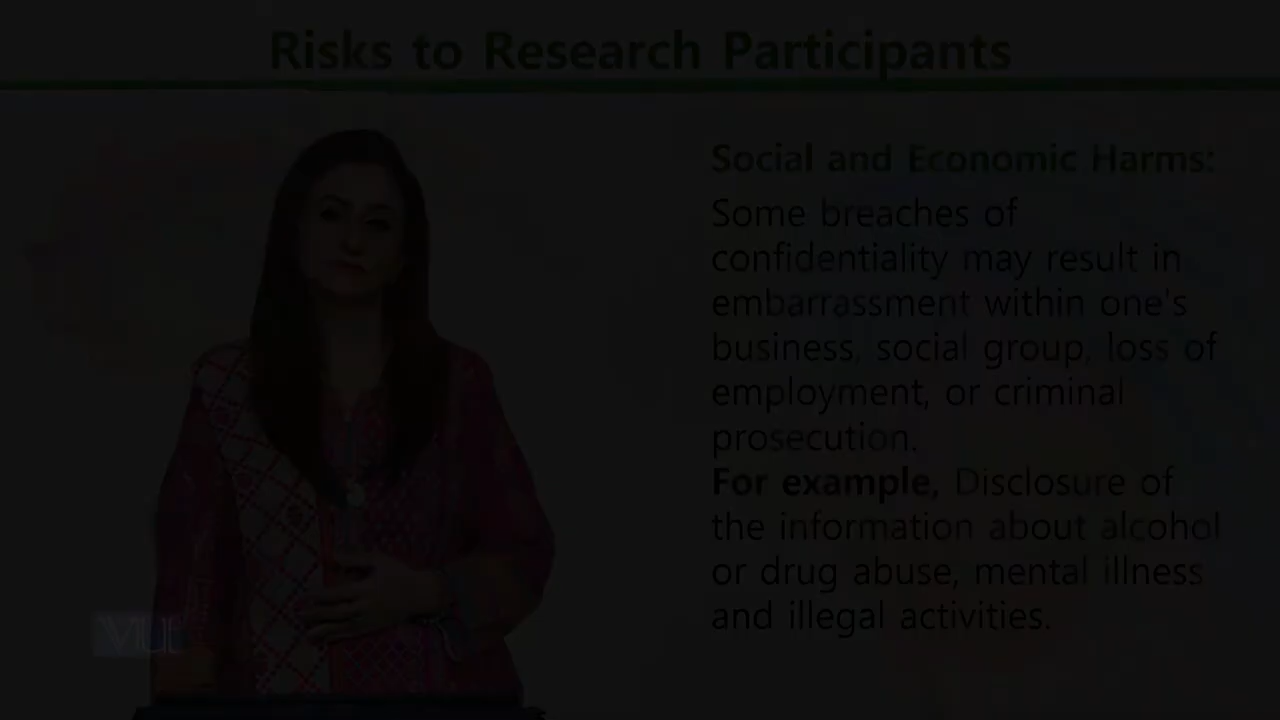 Risks to Research Participants
Social and Economic Harms:
Some breaches of
confidentiality may result in
embarrassment within one's
business, social group, loss of
employment, or criminal
prosecution.
For example, Disclosure of
the information about alcohol
or drug abuse, mental illness
and illegal activities.
VU